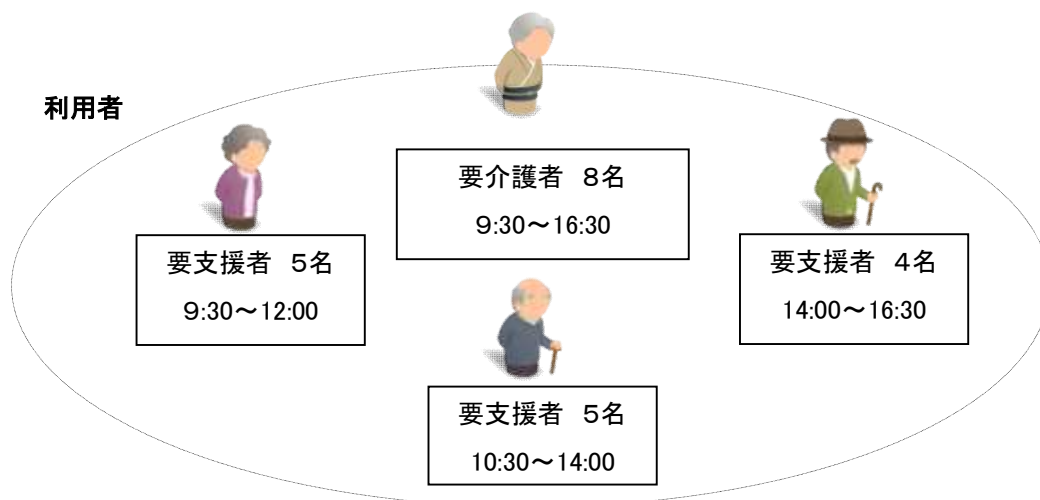 利用者
要介護者　８名
9:30～16:30
要支援者　５名
９:30～12:00
要支援者　４名
14:00～16:30
要支援者　５名
10:30～14:00